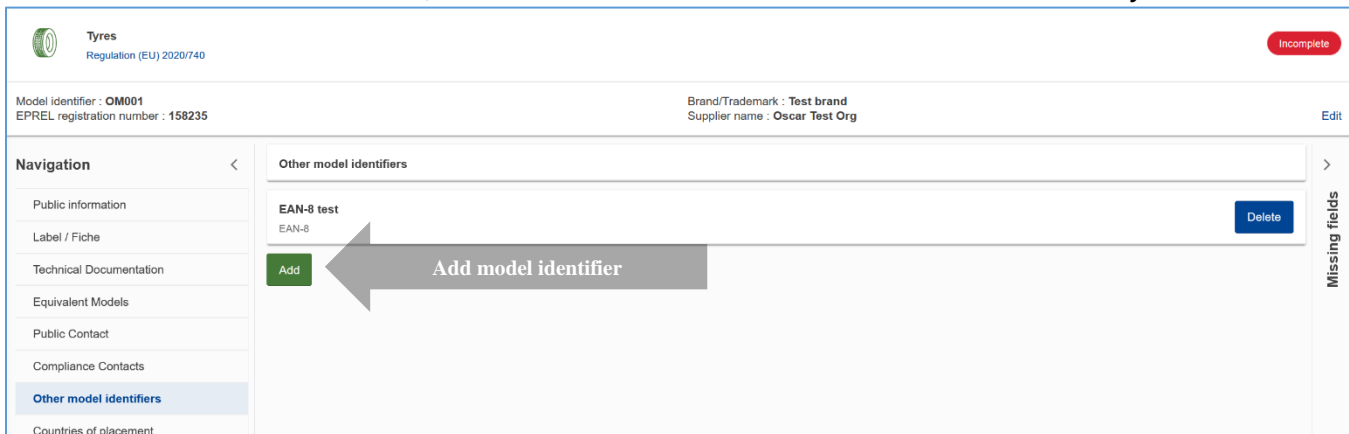 Tyres
Regulation (EU) 2020/740
Incomplete
Model identifier : OM001
EPREL registration number : 158235
Brand/Trademark : Test brand
Supplier name : Oscar Test Org
Edit
Navigation
Public information
Label / Fiche
Technical Documentation
Equivalent Models
Public Contact
Compliance Contacts
Other model identifiers
Countries of placement
Other model identifiers
EAN-8 test
EAN-8
Delete
Add
Add model identifier
Missing fields